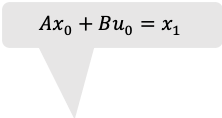 Ax₀ + Bu₀ = x₁